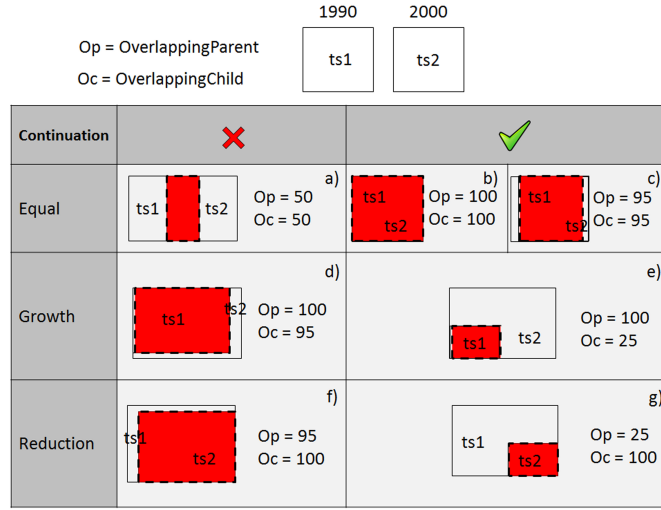 1990 2000
Op = OverlappingParent
Oc = OverlappingChild
ts1 ts2
Continuation
Equal
a)
ts1 ts2
Op = 50
Oc = 50
b)
ts1
ts2
Op = 100
Oc = 100
c)
ts1
ts2
Op = 95
Oc = 95
Growth
d)
ts1 ts2
Op = 100
Oc = 95
e)
ts1 ts2
Op = 100
Oc = 25
Reduction
f)
ts1
ts2
Op = 95
Oc = 100
g)
ts1
ts2
Op = 25
Oc = 100